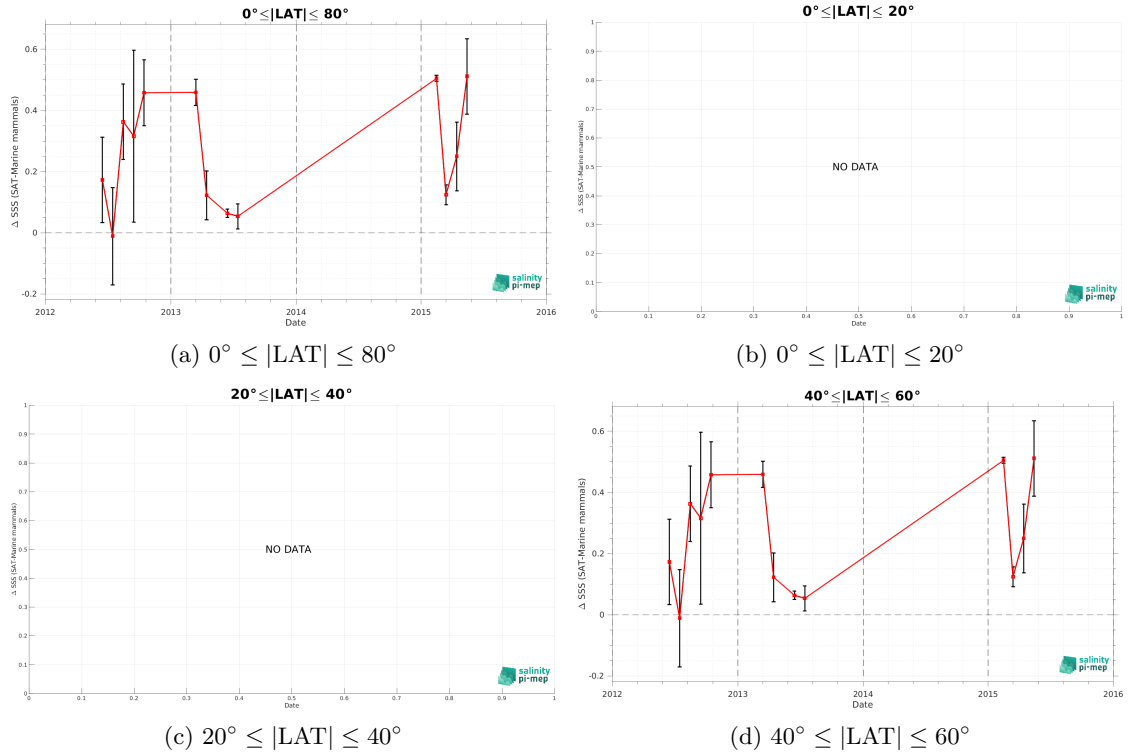 0°≤|LAT|≤ 80°
Δ SSS (SAT-Marine mammals)
0.6
0.4
0.2
0
-0.2
2012 2013 2014 2015 2016
Date
salinity
pi-mep
(a) 0° ≤ |LAT| ≤ 80°
0°≤|LAT|≤ 20°
Δ SSS (SAT-Marine mammals)
1
0.9
0.8
0.7
0.6
0.5
0.4
0.3
0.2
0.1
0
NO DATA
0 0.1 0.2 0.3 0.4 0.5 0.6 0.7 0.8 0.9 1
Date
salinity
pi-mep
(b) 0° ≤ |LAT| ≤ 20°
20°≤|LAT|≤ 40°
Δ SSS (SAT-Marine mammals)
1
0.9
0.8
0.7
0.6
0.5
0.4
0.3
0.2
0.1
0
NO DATA
0 0.1 0.2 0.3 0.4 0.5 0.6 0.7 0.8 0.9 1
Date
salinity
pi-mep
(c) 20° ≤ |LAT| ≤ 40°
40°≤|LAT|≤ 60°
Δ SSS (SAT-Marine mammals)
0.6
0.4
0.2
0
-0.2
2012 2013 2014 2015 2016
Date
salinity
pi-mep
(d) 40° ≤ |LAT| ≤ 60°